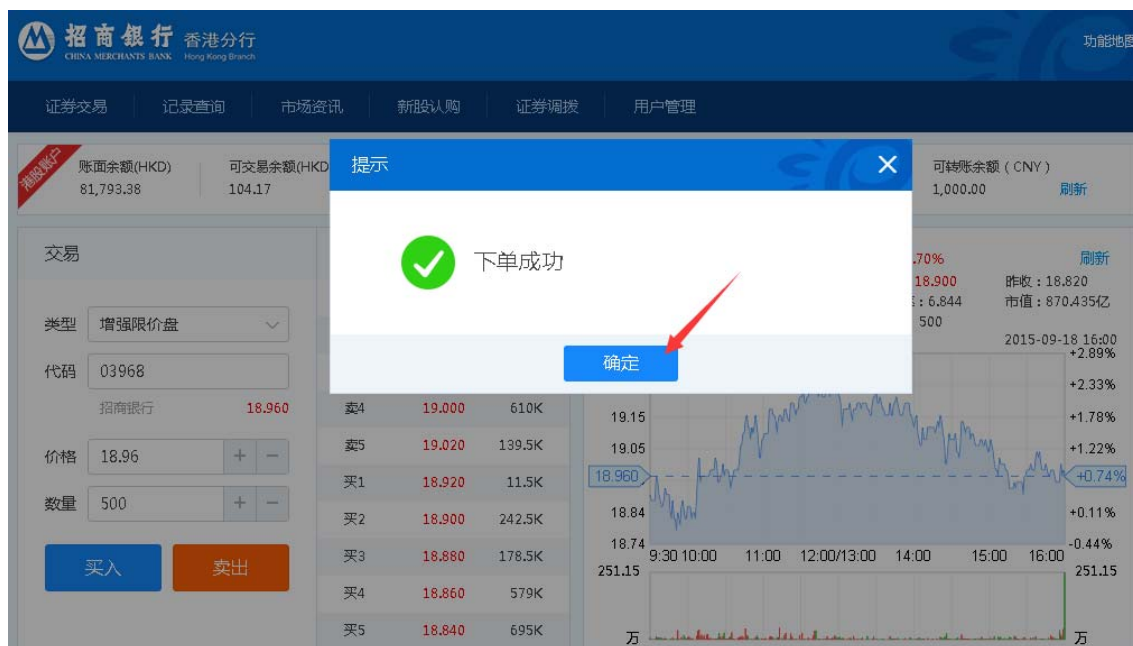 招商银行 香港分行
CHINA MERCHANTS BANK Hong Kong Branch
功能地图
证券交易 记录查询 市场资讯 新股认购 证券调拨 用户管理
港股账户
账面余额(HKD) 可交易余额(HKD 可转账余额（CNY）
81,793.38 104.17 1,000.00 刷新
提示
下单成功
确定
交易
类型 增强限价盘
代码 03968
招商银行 18.960
价格 18.96 + −
数量 500 + −
买入 卖出
卖4 19.000 610K
卖5 19.020 139.5K
买1 18.920 11.5K
买2 18.900 242.5K
买3 18.880 178.5K
买4 18.860 579K
买5 18.840 695K
.70% 刷新
18.900 昨收：18.820
: 6.844 市值：870.435亿
500
2015-09-18 16:00
+2.89%
+2.33%
19.15 +1.78%
19.05 +1.22%
18.960 +0.74%
18.84 +0.11%
18.74 -0.44%
9:30 10:00 11:00 12:00/13:00 14:00 15:00 16:00
251.15 251.15
万 万